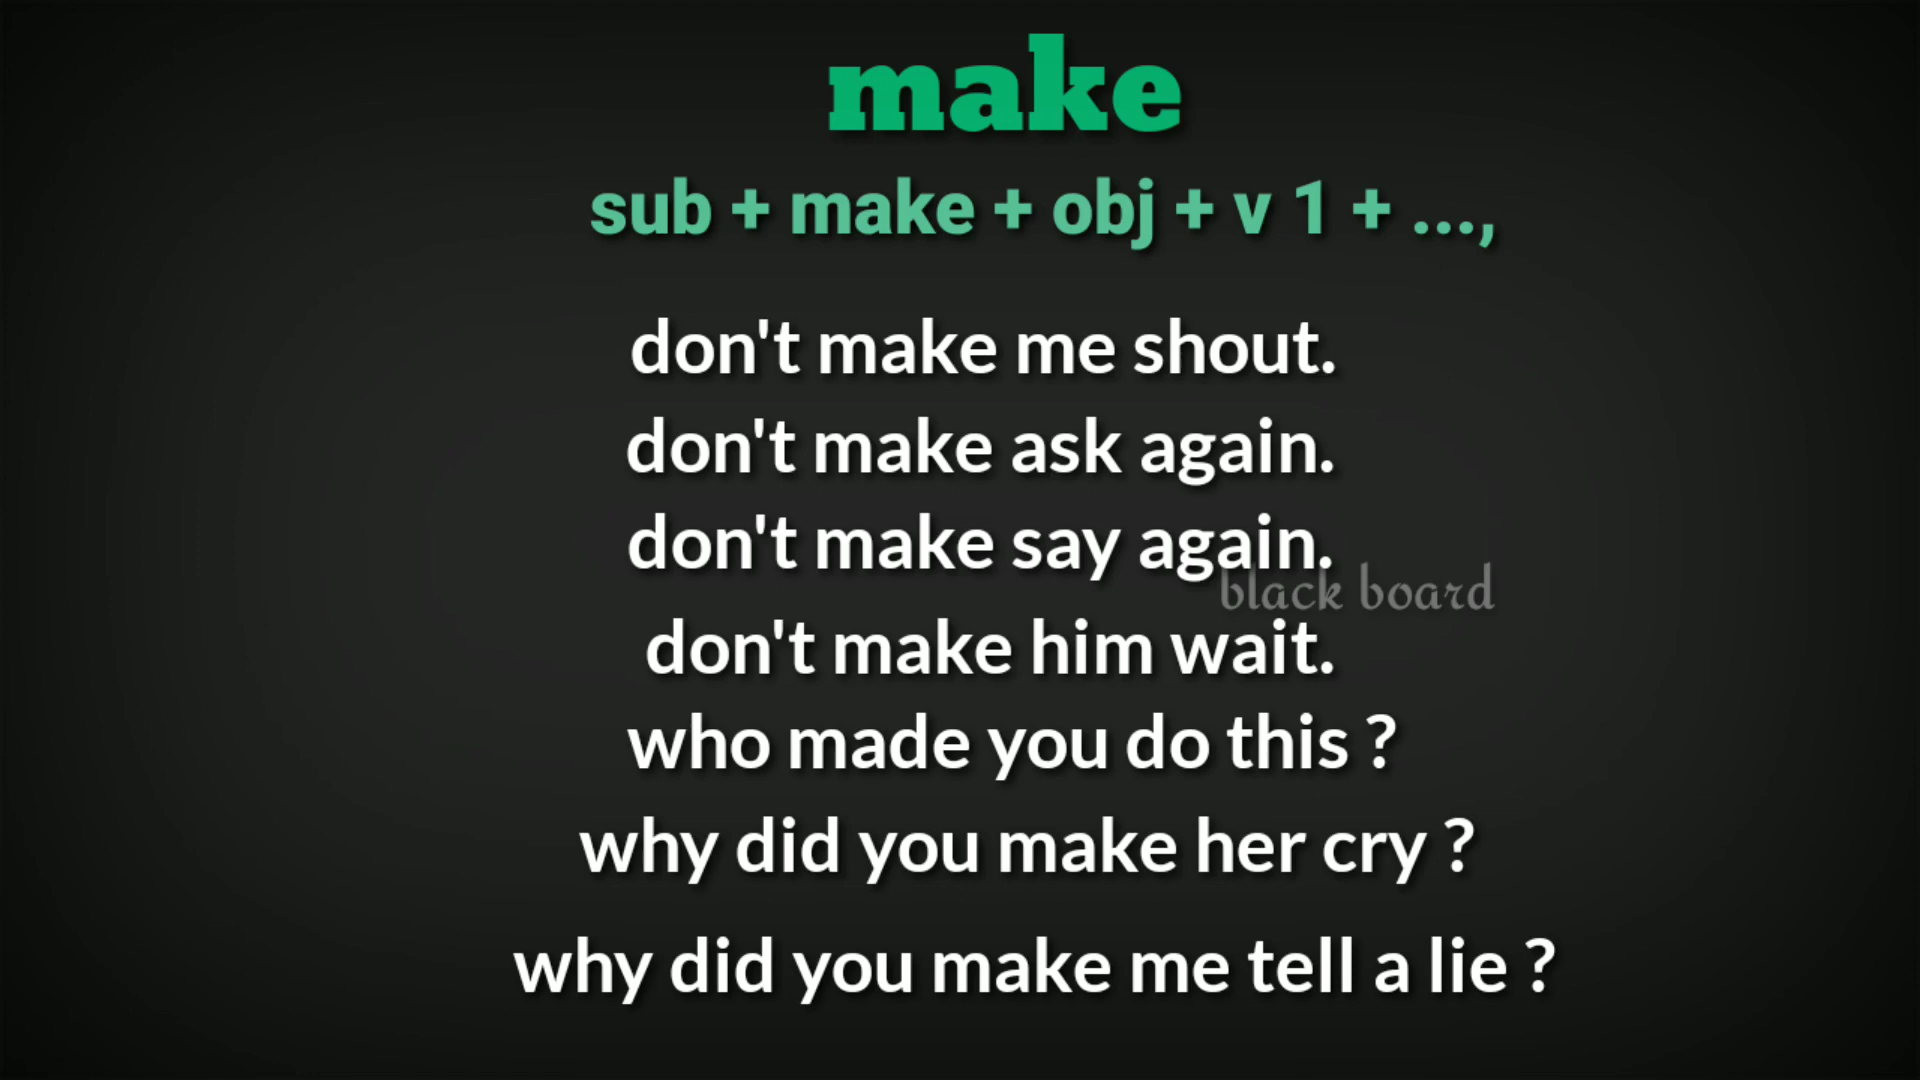 make
sub + make + obj + v 1 + ...,
don't make me shout.
don't make ask again.
don't make say again.
black board
don't make him wait.
who made you do this ?
why did you make her cry ?
why did you make me tell a lie ?